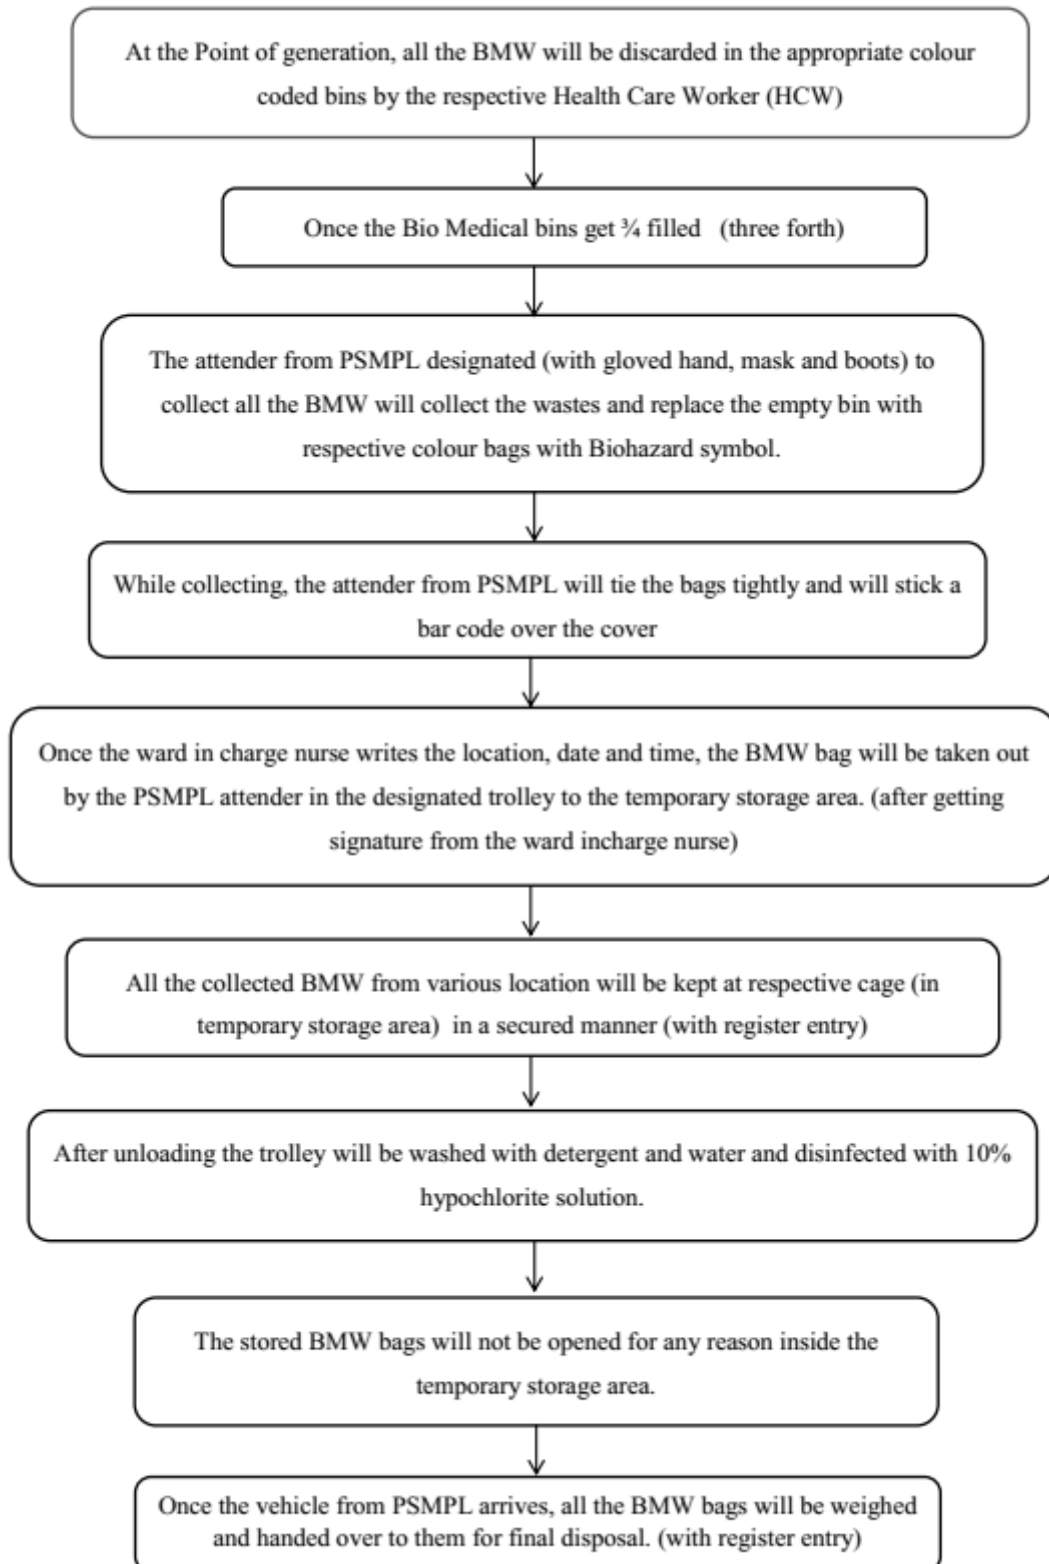 At the Point of generation, all the BMW will be discarded in the appropriate colour
coded bins by the respective Health Care Worker (HCW)
Once the Bio Medical bins get ¾ filled (three forth)
The attender from PSMPL designated (with gloved hand, mask and boots) to
collect all the BMW will collect the wastes and replace the empty bin with
respective colour bags with Biohazard symbol.
While collecting, the attender from PSMPL will tie the bags tightly and will stick a
bar code over the cover
Once the ward in charge nurse writes the location, date and time, the BMW bag will be taken out
by the PSMPL attender in the designated trolley to the temporary storage area. (after getting
signature from the ward incharge nurse)
All the collected BMW from various location will be kept at respective cage (in
temporary storage area) in a secured manner (with register entry)
After unloading the trolley will be washed with detergent and water and disinfected with 10%
hypochlorite solution.
The stored BMW bags will not be opened for any reason inside the
temporary storage area.
Once the vehicle from PSMPL arrives, all the BMW bags will be weighed
and handed over to them for final disposal. (with register entry)